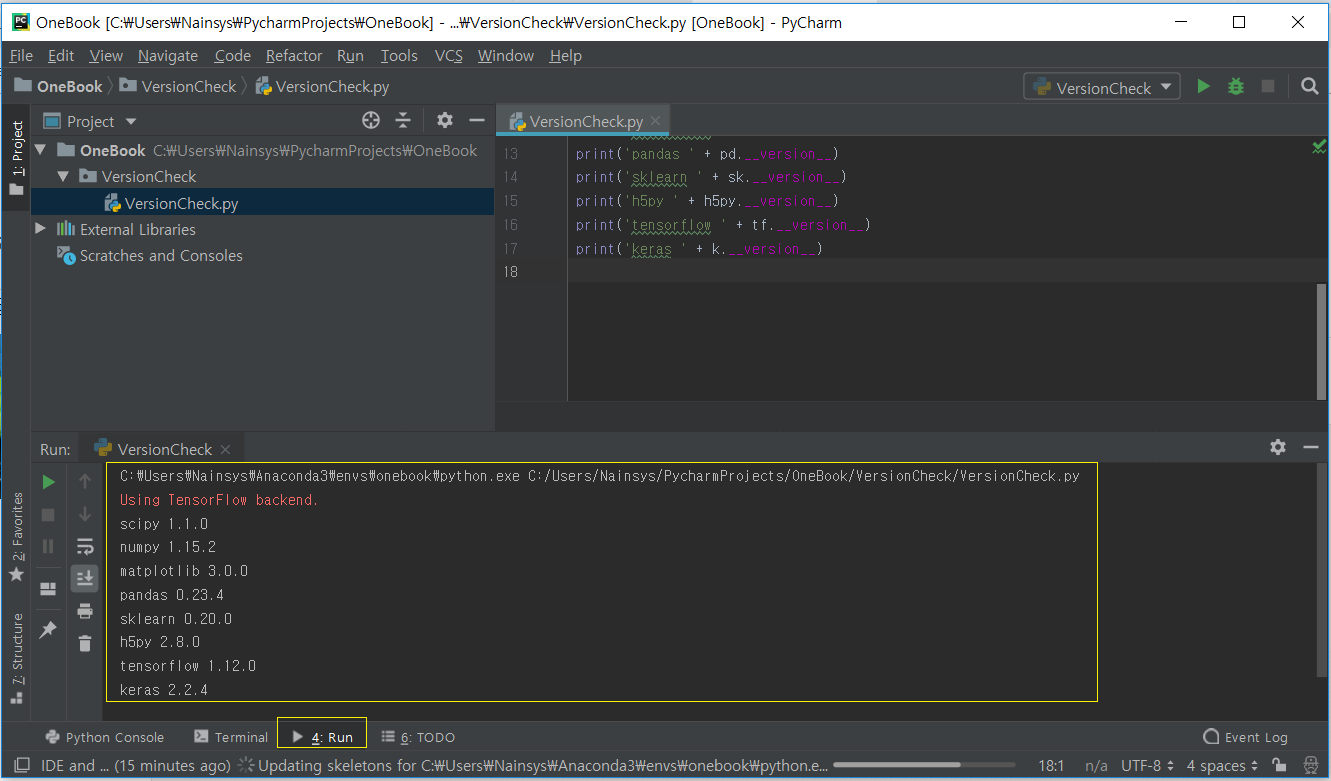 OneBook [C:₩Users₩Nainsys₩PycharmProjects₩OneBook] - ...₩VersionCheck₩VersionCheck.py [OneBook] - PyCharm
File Edit View Navigate Code Refactor Run Tools VCS Window Help
OneBook VersionCheck VersionCheck.py VersionCheck
1: Project
Project
OneBook C:₩Users₩Nainsys₩PycharmProjects₩OneBook
VersionCheck
VersionCheck.py
External Libraries
Scratches and Consoles
VersionCheck.py
13 print('pandas ' + pd.__version__)
14 print('sklearn ' + sk.__version__)
15 print('h5py ' + h5py.__version__)
16 print('tensorflow ' + tf.__version__)
17 print('keras ' + k.__version__)
18
Run: VersionCheck
C:₩Users₩Nainsys₩Anaconda3₩envs₩onebook₩python.exe C:/Users/Nainsys/PycharmProjects/OneBook/VersionCheck/VersionCheck.py
Using TensorFlow backend.
scipy 1.1.0
numpy 1.15.2
matplotlib 3.0.0
pandas 0.23.4
sklearn 0.20.0
h5py 2.8.0
tensorflow 1.12.0
keras 2.2.4
2: Favorites
7: Structure
Python Console Terminal 4: Run 6: TODO Event Log
IDE and ... (15 minutes ago) Updating skeletons for C:₩Users₩Nainsys₩Anaconda3₩envs₩onebook₩python.e... 18:1 n/a UTF-8 4 spaces